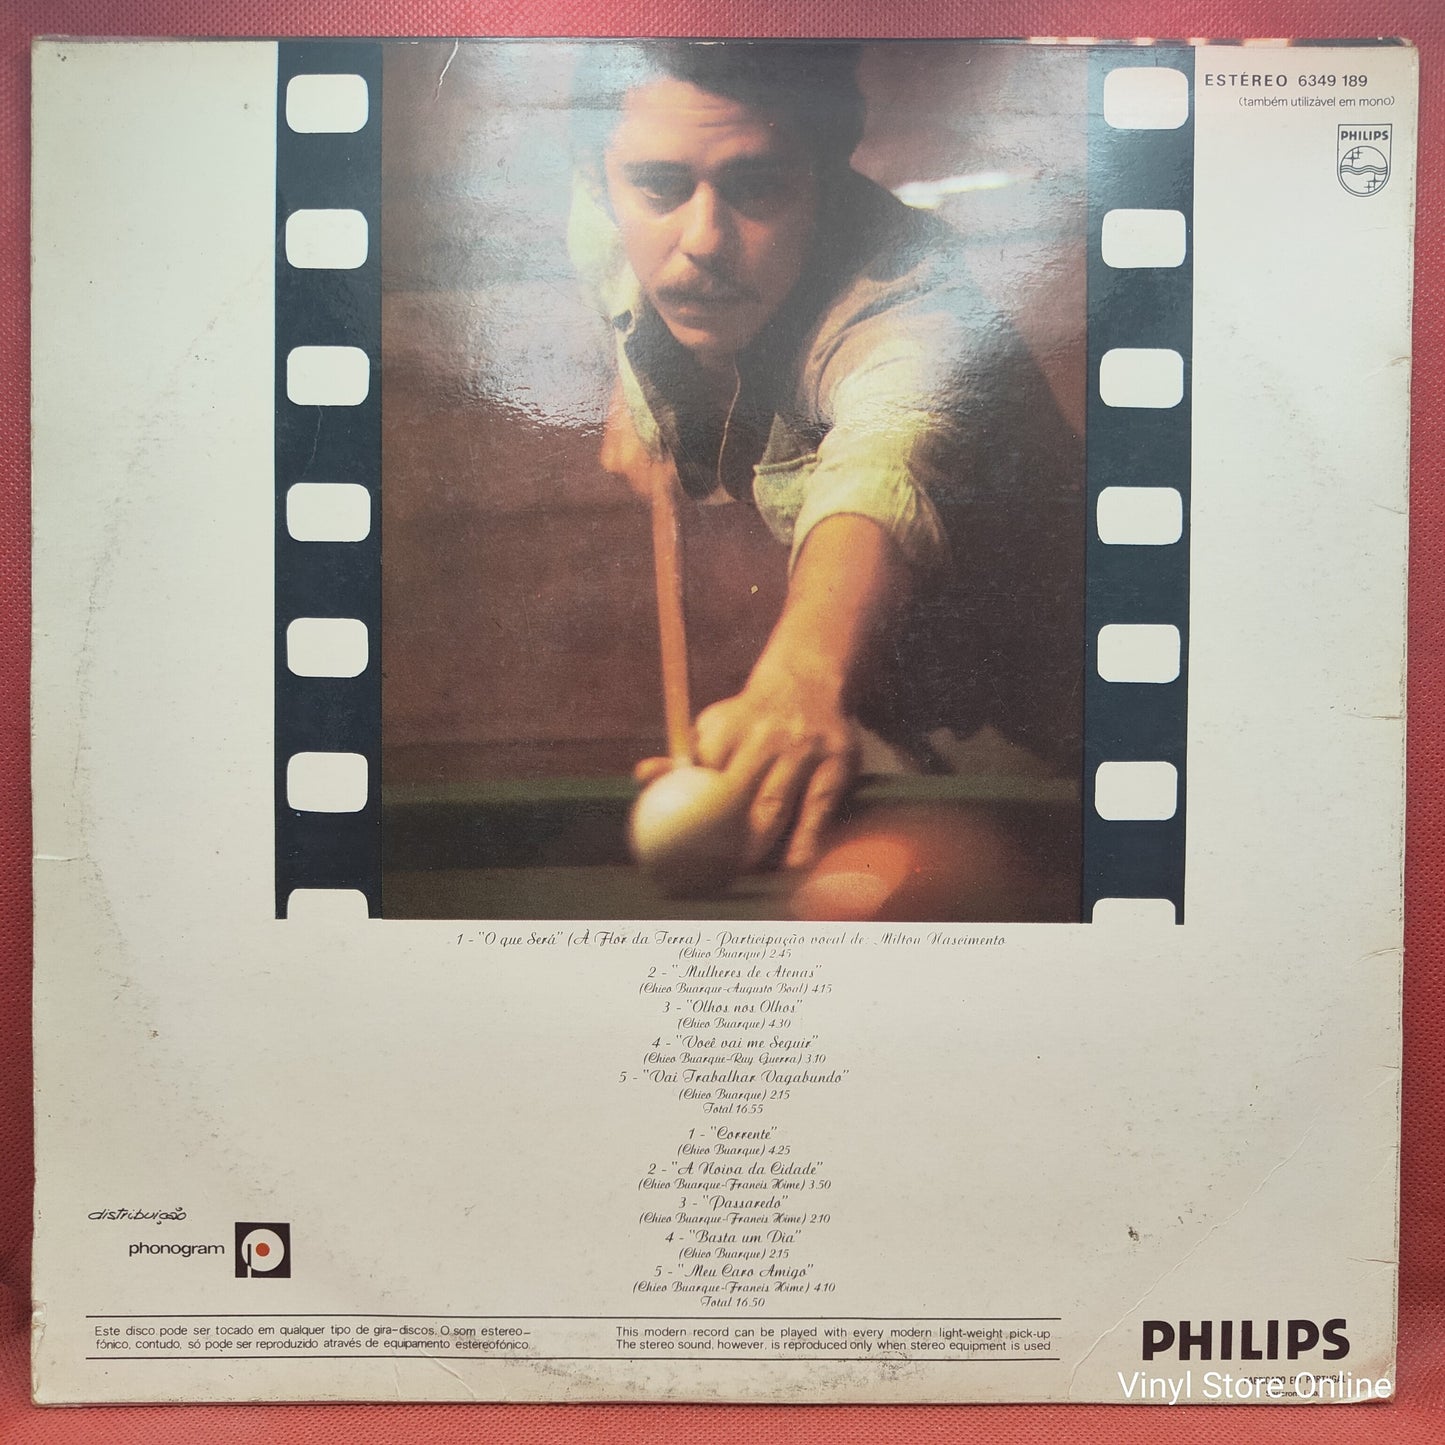 ESTÉREO 6349 189
(também utilizàvel em mono)
PHILIPS
1 - "O que Será" (À Flor da Terra) - Participação vocal de: Milton Nascimento
(Chico Buarque) 2.45
2 - "Mulheres de Atenas"
(Chico Buarque-Augusto Boal) 4.15
3 - "Olhos nos Olhos"
(Chico Buarque) 4.30
4 - "Você vai me Seguir"
(Chico Buarque-Ruy Guerra) 3.10
5 - "Vai Trabalhar Vagabundo"
(Chico Buarque) 2.15
Total 16.55
1 - "Corrente"
(Chico Buarque) 4.25
2 - "A Noiva da Cidade"
(Chico Buarque-Francis Hime) 3.50
3 - "Passaredo"
(Chico Buarque-Francis Hime) 2.10
4 - "Basta um Dia"
(Chico Buarque) 2.15
5 - "Meu Caro Amigo"
(Chico Buarque-Francis Hime) 4.10
Total 16.50
distribuição
phonogram
Este disco pode ser tocado em qualquer tipo de gira-discos. O som estereo-
fónico, contudo, só pode ser reproduzido através de equipamento estéreofónico
This modern record can be played with every modern light-weight pick-up
The stereo sound, however, is reproduced only when stereo equipment is used
PHILIPS
FABRICADO EM PORTUGAL
Vinyl Store Online